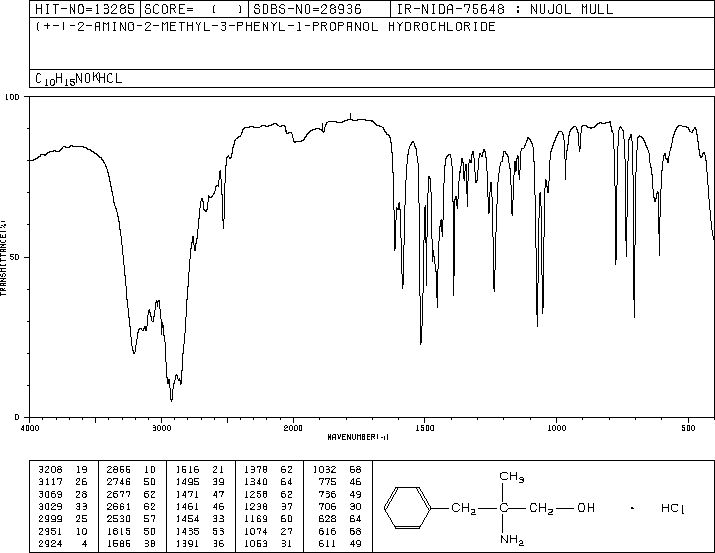 HIT-NO=13285 SCORE= ( ) SDBS-NO=28936 IR-NIDA-75648 : NUJOL MULL
(+-)-2-AMINO-2-METHYL-3-PHENYL-1-PROPANOL HYDROCHLORIDE
C10H15NO*HCL
100
TRANSMITTANCE(%)
50
0
4000 3000 2000 1500 1000 500
WAVENUMBER(-1)
3208 19 2866 10 1616 21 1378 62 1032 68
3117 26 2746 50 1495 39 1340 64 775 46
3069 28 2677 62 1471 47 1258 62 736 49
3029 33 2661 62 1461 46 1238 37 706 30
2999 25 2530 57 1454 33 1169 60 628 64
2951 10 1615 50 1435 53 1074 27 616 58
2924 4 1586 38 1391 36 1053 31 611 49
CH3
CH2 C CH2 OH · HCl
NH2